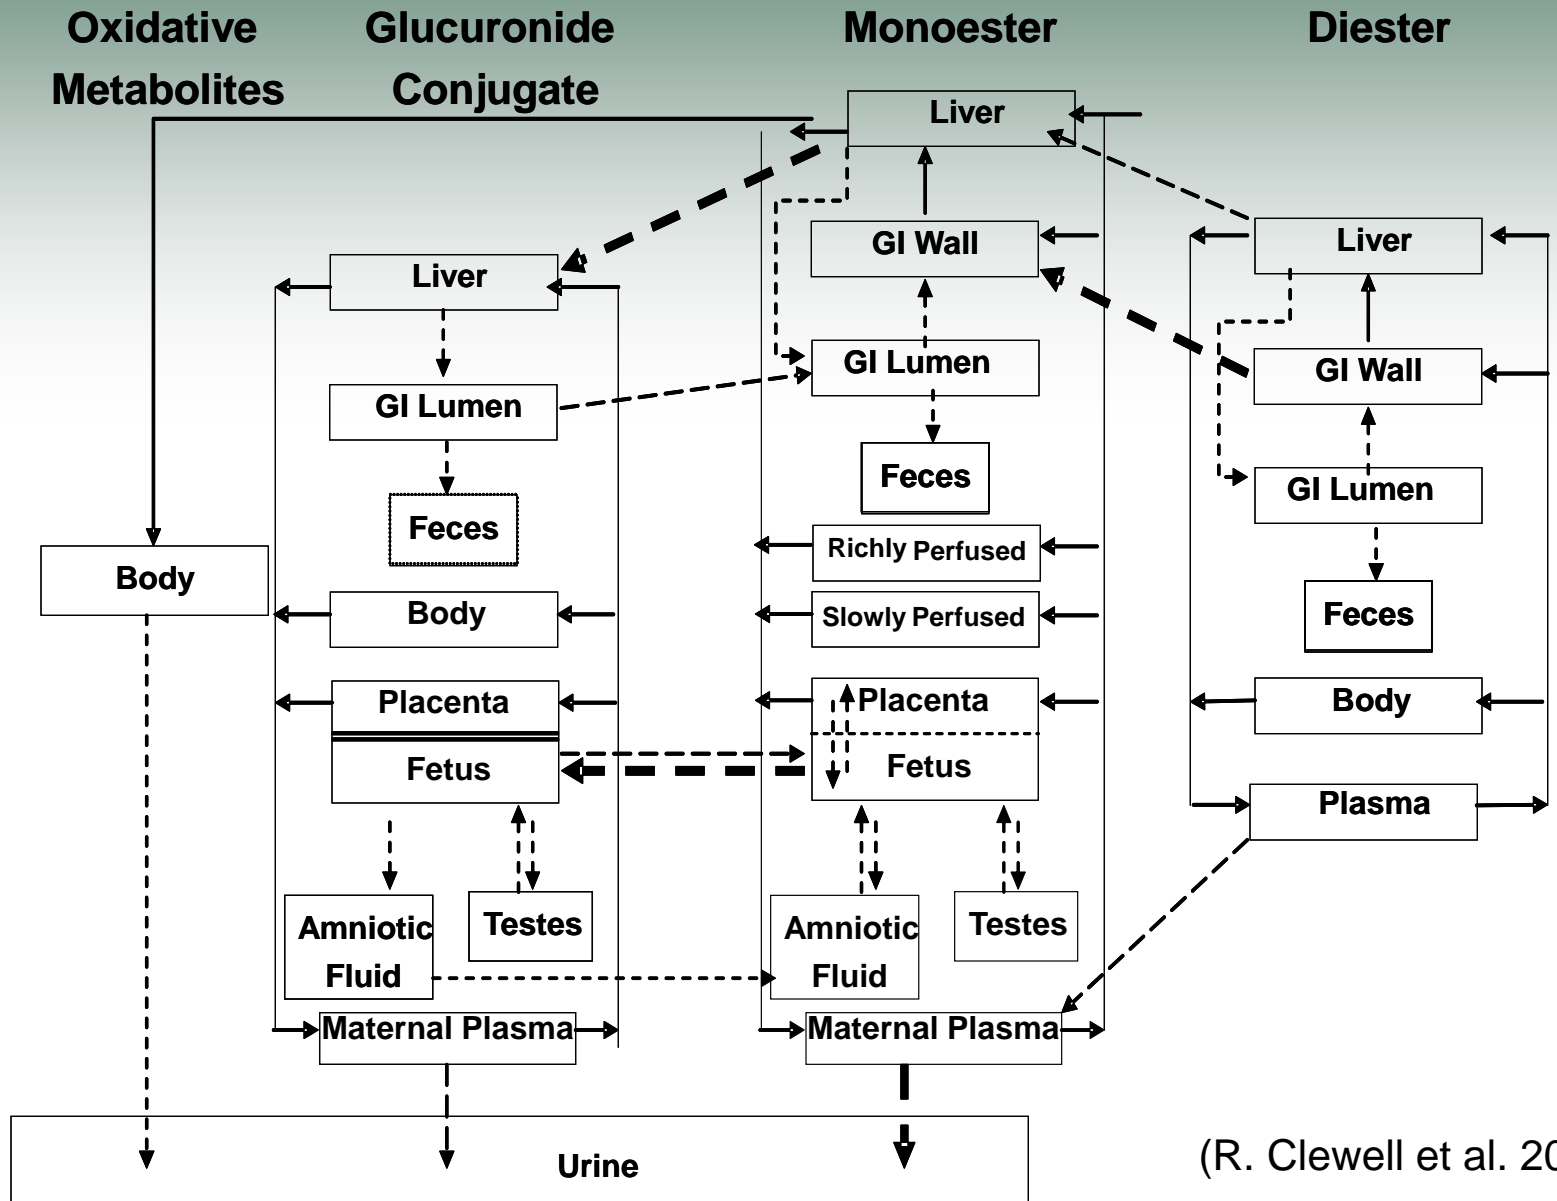 Oxidative
Metabolites
Glucuronide
Conjugate
Monoester
Diester
Body
Liver
GI Lumen
Feces
Body
Placenta
Fetus
Amniotic
Fluid
Testes
Maternal Plasma
Liver
GI Wall
GI Lumen
Feces
Richly Perfused
Slowly Perfused
Placenta
Fetus
Amniotic
Fluid
Testes
Maternal Plasma
Liver
GI Wall
GI Lumen
Feces
Body
Plasma
Urine
(R. Clewell et al. 20